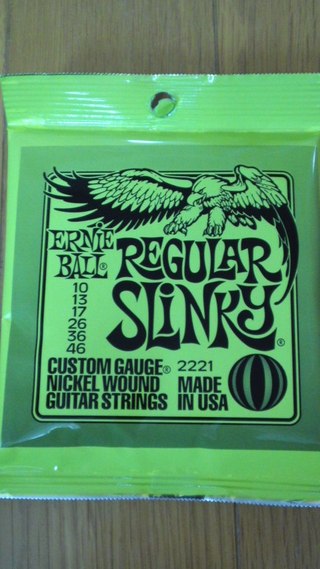 ERNIE BALL®
REGULAR
SLINKY®
10
13
17
26
36
46
CUSTOM GAUGE® 2221
NICKEL WOUND MADE
GUITAR STRINGS IN USA